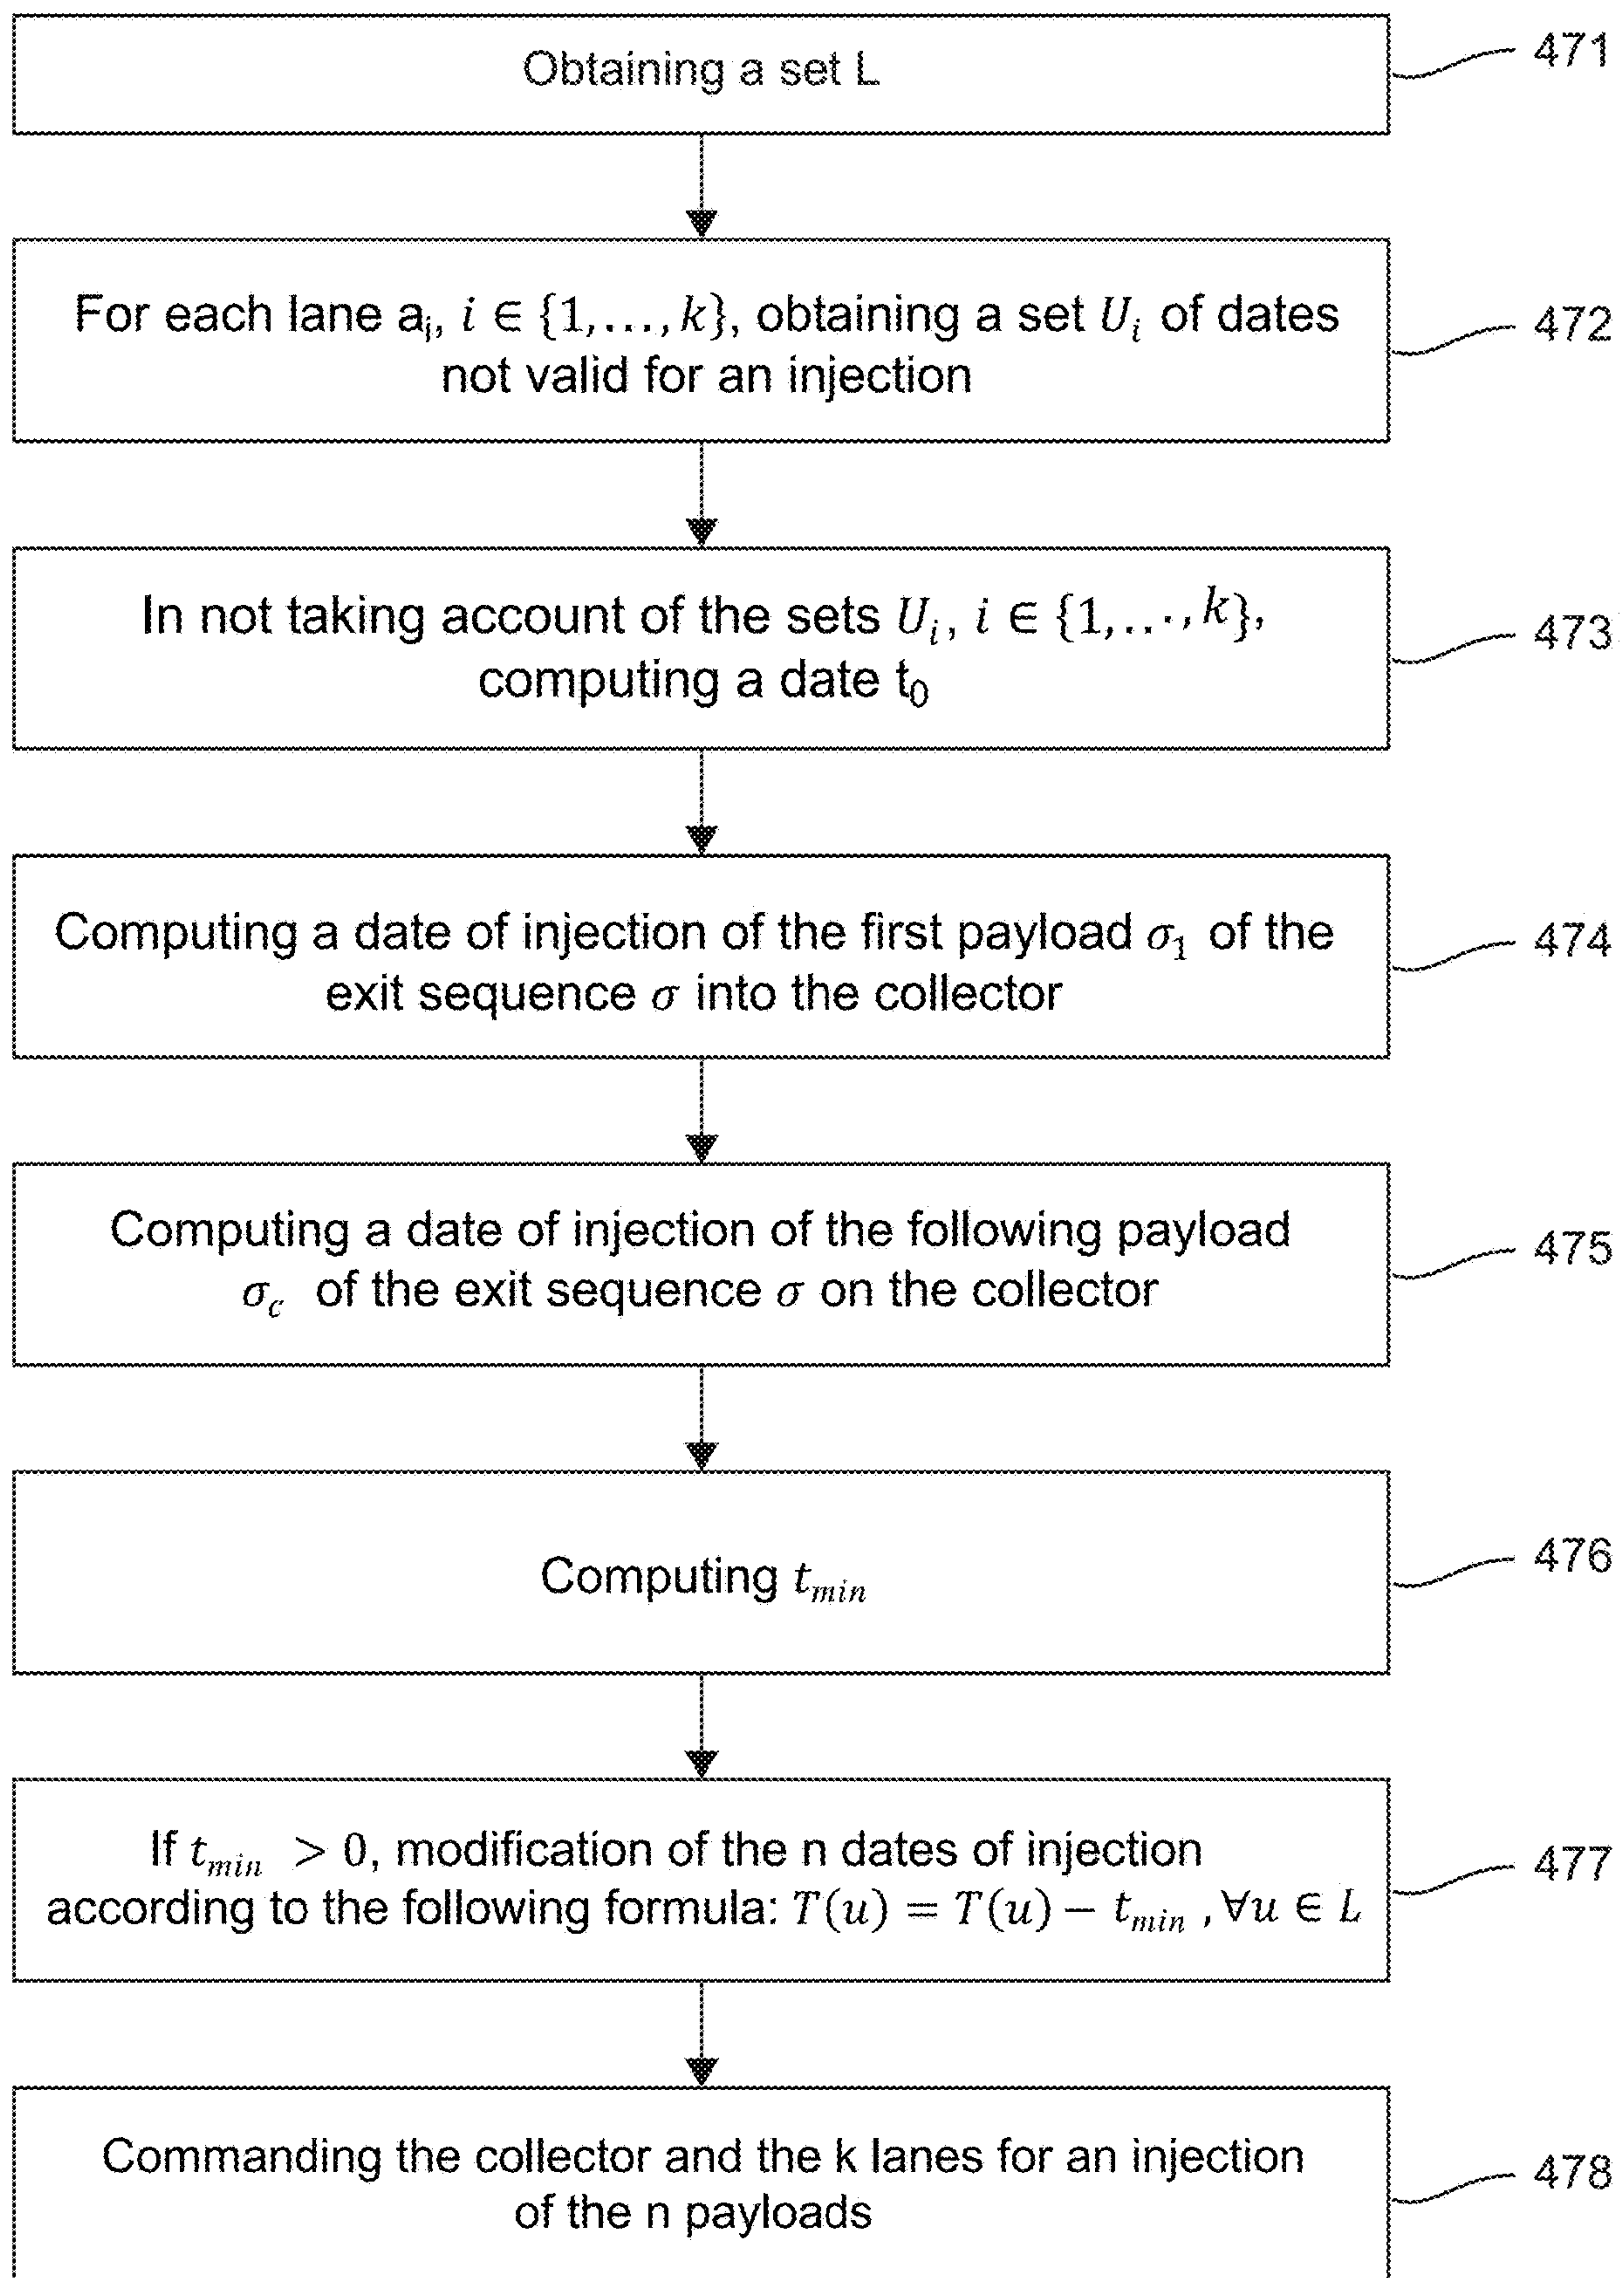 Obtaining a set L
471
For each lane aᵢ, i ∈ {1,…,k}, obtaining a set Uᵢ of dates
not valid for an injection
472
In not taking account of the sets Uᵢ, i ∈ {1,…,k},
computing a date t₀
473
Computing a date of injection of the first payload σ₁ of the
exit sequence σ into the collector
474
Computing a date of injection of the following payload
σ_c of the exit sequence σ on the collector
475
Computing t_min
476
If t_min > 0, modification of the n dates of injection
according to the following formula: T(u) = T(u) − t_min ,∀u ∈ L
477
Commanding the collector and the k lanes for an injection
of the n payloads
478